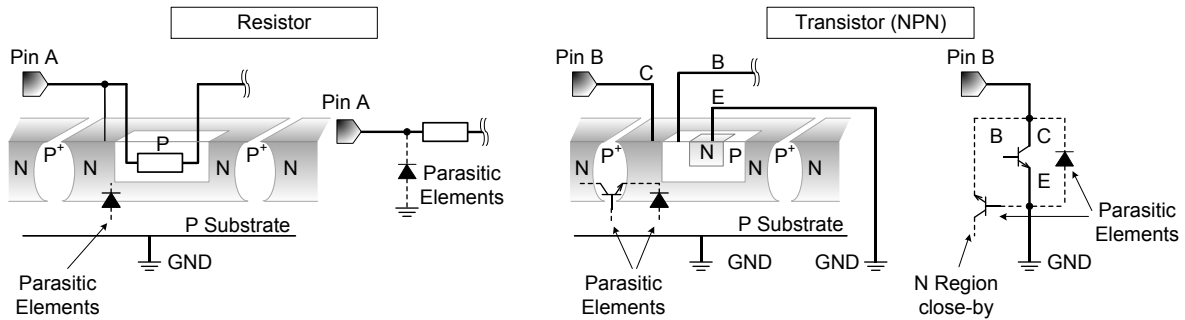 Resistor
Pin A
N
P+
N
P
N
P+
N
P Substrate
GND
Parasitic
Elements
Pin A
Parasitic
Elements
Transistor (NPN)
Pin B
C
B
E
N
P+
N
N
P
P+
N
P Substrate
GND
GND
Parasitic
Elements
Pin B
B
C
E
Parasitic
Elements
GND
N Region
close-by